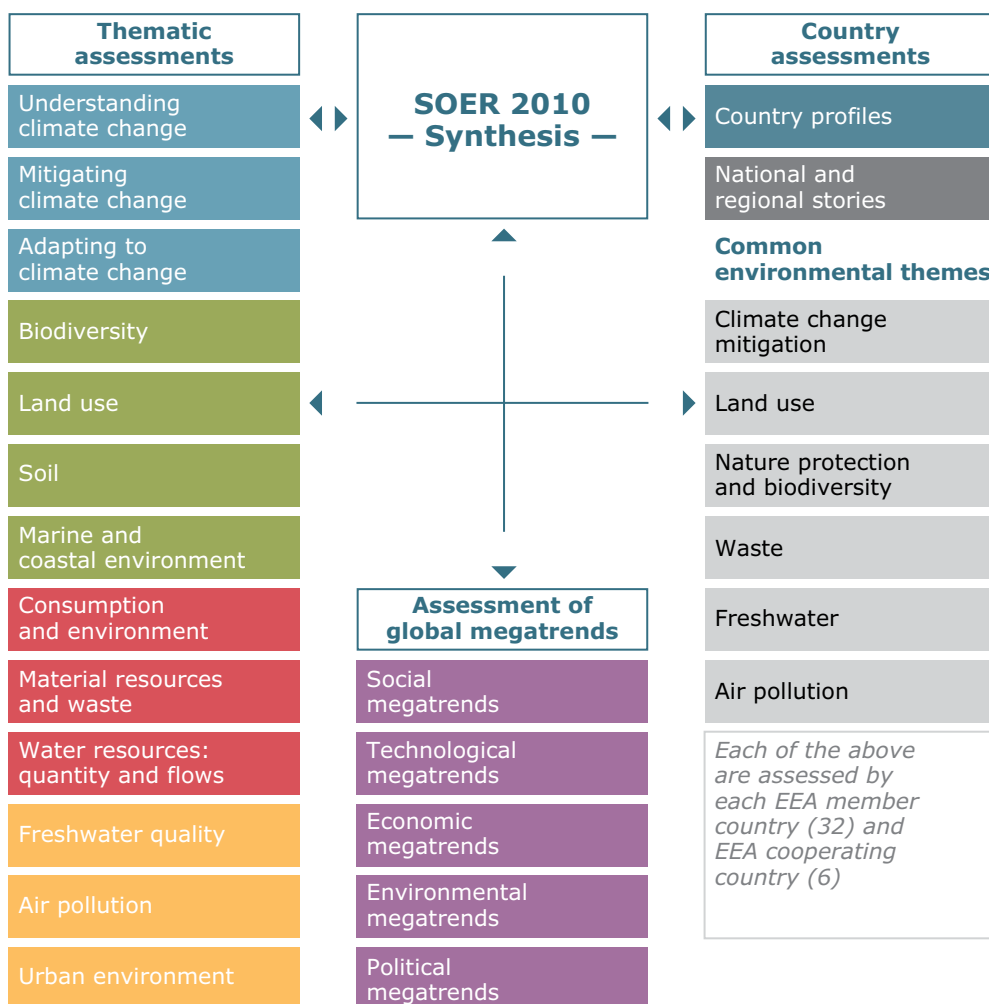 Thematic
assessments
Understanding
climate change
Mitigating
climate change
Adapting to
climate change
Biodiversity
Land use
Soil
Marine and
coastal environment
Consumption
and environment
Material resources
and waste
Water resources:
quantity and flows
Freshwater quality
Air pollution
Urban environment
SOER 2010
— Synthesis —
Assessment of
global megatrends
Social
megatrends
Technological
megatrends
Economic
megatrends
Environmental
megatrends
Political
megatrends
Country
assessments
Country profiles
National and
regional stories
Common
environmental themes
Climate change
mitigation
Land use
Nature protection
and biodiversity
Waste
Freshwater
Air pollution
Each of the above
are assessed by
each EEA member
country (32) and
EEA cooperating
country (6)